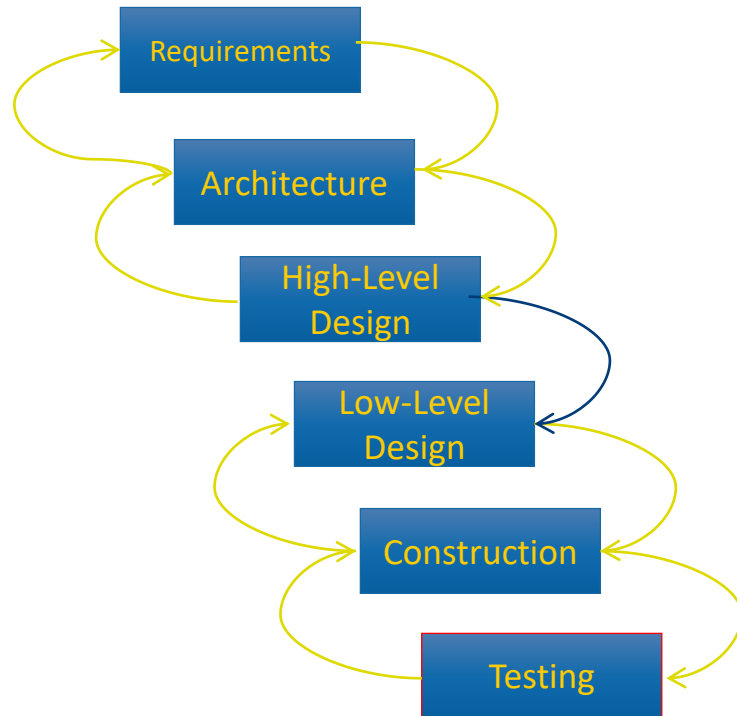 Requirements
Architecture
High-Level
Design
Low-Level
Design
Construction
Testing